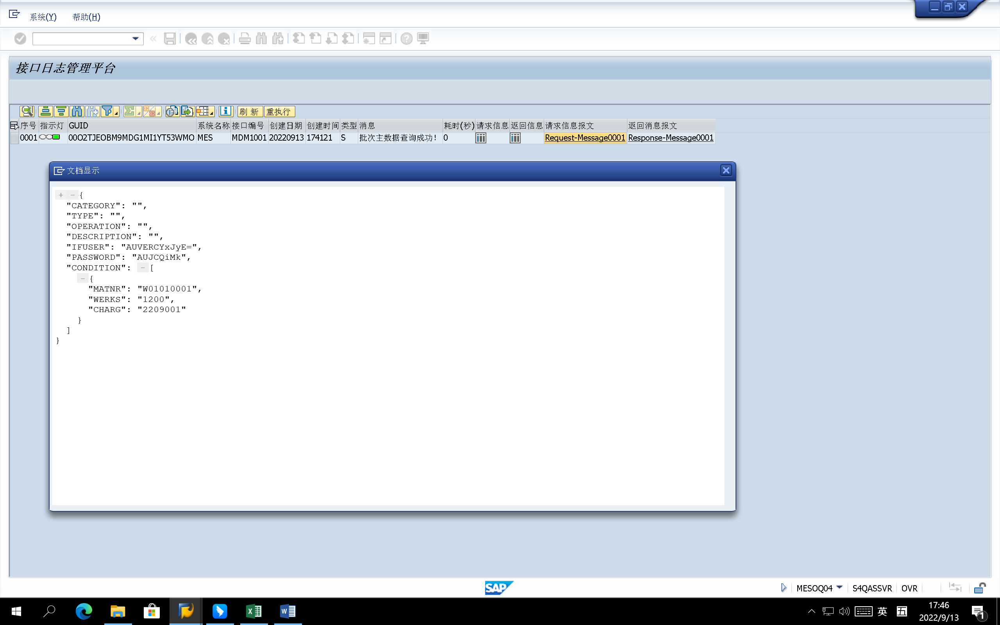 系统(Y) 帮助(H)
接口日志管理平台
刷 新 重执行
序号 指示灯 GUID 系统名称 接口编号 创建日期 创建时间 类型 消息 耗时(秒) 请求信息 返回信息 请求信息报文 返回消息报文
0001 00O2TJEOBM9MDG1MI1YT53WMO MES MDM1001 20220913 174121 S 批次主数据查询成功! 0 Request-Message0001 Response-Message0001
文档显示
+ - {
"CATEGORY": "",
"TYPE": "",
"OPERATION": "",
"DESCRIPTION": "",
"IFUSER": "AUVERCYxJyE=",
"PASSWORD": "AUJCQiMk",
"CONDITION": - [
- {
"MATNR": "W01010001",
"WERKS": "1200",
"CHARG": "2209001"
}
]
}
SAP MESOQ04 S4QASSVR OVR
英 五 17:46
2022/9/13
1